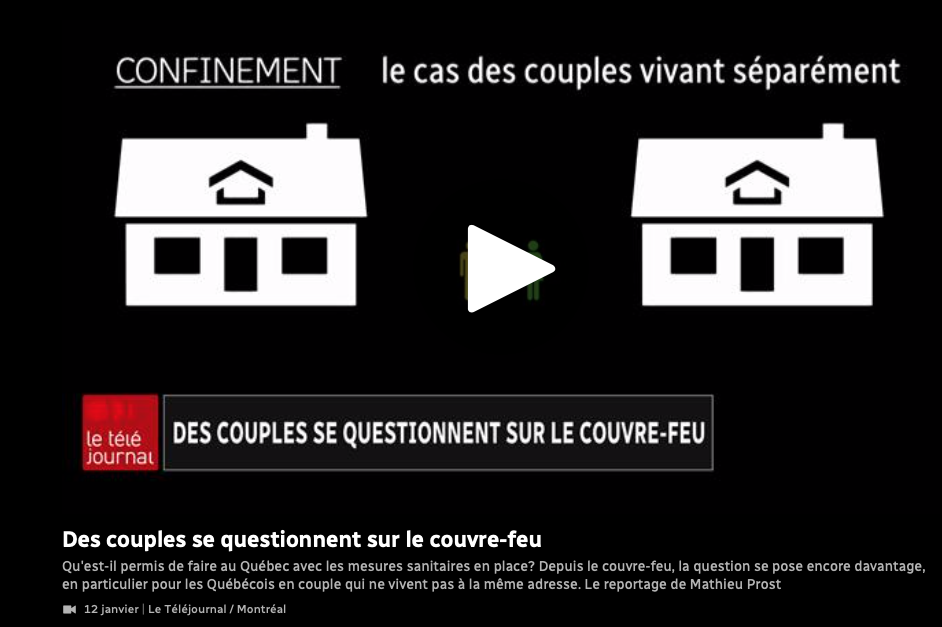 CONFINEMENT le cas des couples vivant séparément
le télé
journal
DES COUPLES SE QUESTIONNENT SUR LE COUVRE-FEU
Des couples se questionnent sur le couvre-feu
Qu'est-il permis de faire au Québec avec les mesures sanitaires en place? Depuis le couvre-feu, la question se pose encore davantage,
en particulier pour les Québécois en couple qui ne vivent pas à la même adresse. Le reportage de Mathieu Prost
12 janvier | Le Téléjournal / Montréal